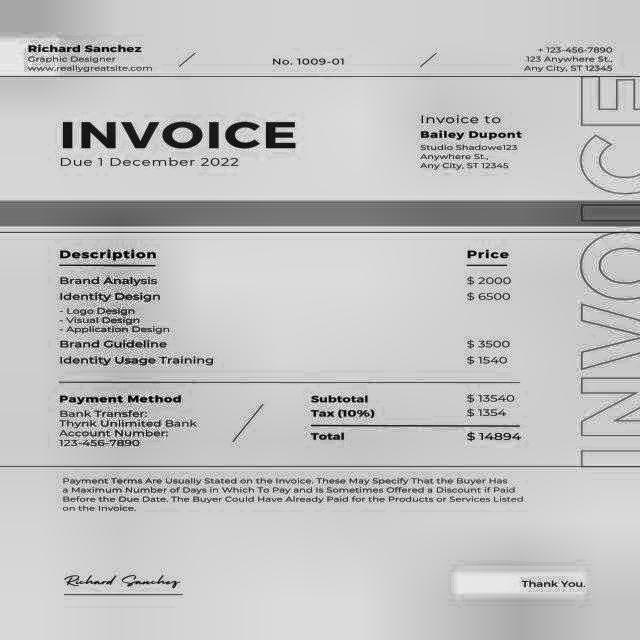 Richard Sanchez
Graphic Designer
www.reallygreatsite.com
No. 1009-01
+ 123-456-7890
123 Anywhere St.,
Any City, ST 12345
INVOICE
Due 1 December 2022
Invoice to
Bailey Dupont
Studio Shadowe123
Anywhere St.,
Any City, ST 12345
INVOICE
Description Price
Brand Analysis $ 2000
Identity Design $ 6500
- Logo Design
- Visual Design
- Application Design
Brand Guideline $ 3500
Identity Usage Training $ 1540
Payment Method
Bank Transfer:
Thynk Unlimited Bank
Account Number:
123-456-7890
Subtotal $ 13540
Tax (10%) $ 1354
Total $ 14894
Payment Terms Are Usually Stated on the Invoice. These May Specify That the Buyer Has
a Maximum Number of Days in Which To Pay and Is Sometimes Offered a Discount if Paid
Before the Due Date. The Buyer Could Have Already Paid for the Products or Services Listed
on the Invoice.
Richard Sanchez
Thank You.